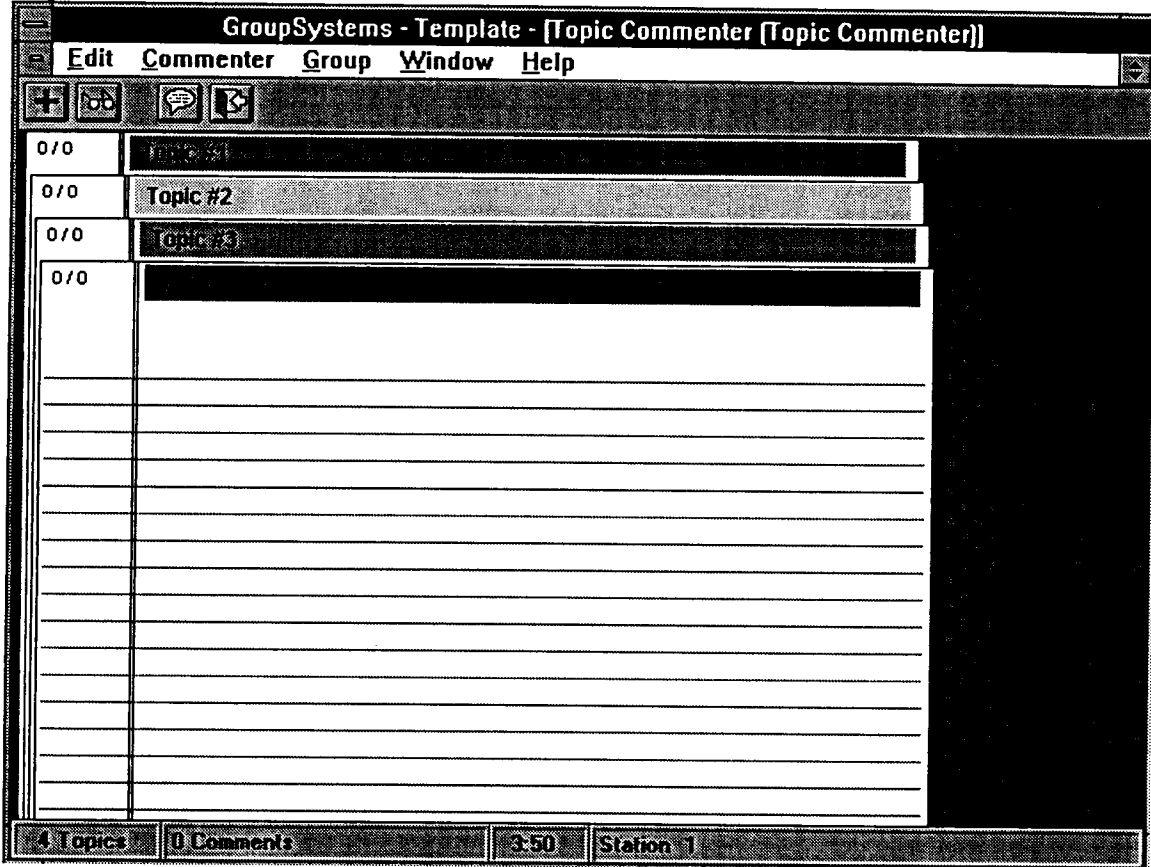 GroupSystems - Template - [Topic Commenter [Topic Commenter]]
Edit Commenter Group Window Help
0/0 Topic #1
0/0 Topic #2
0/0 Topic #3
0/0
4 Topics 0 Comments 3:50 Station 1